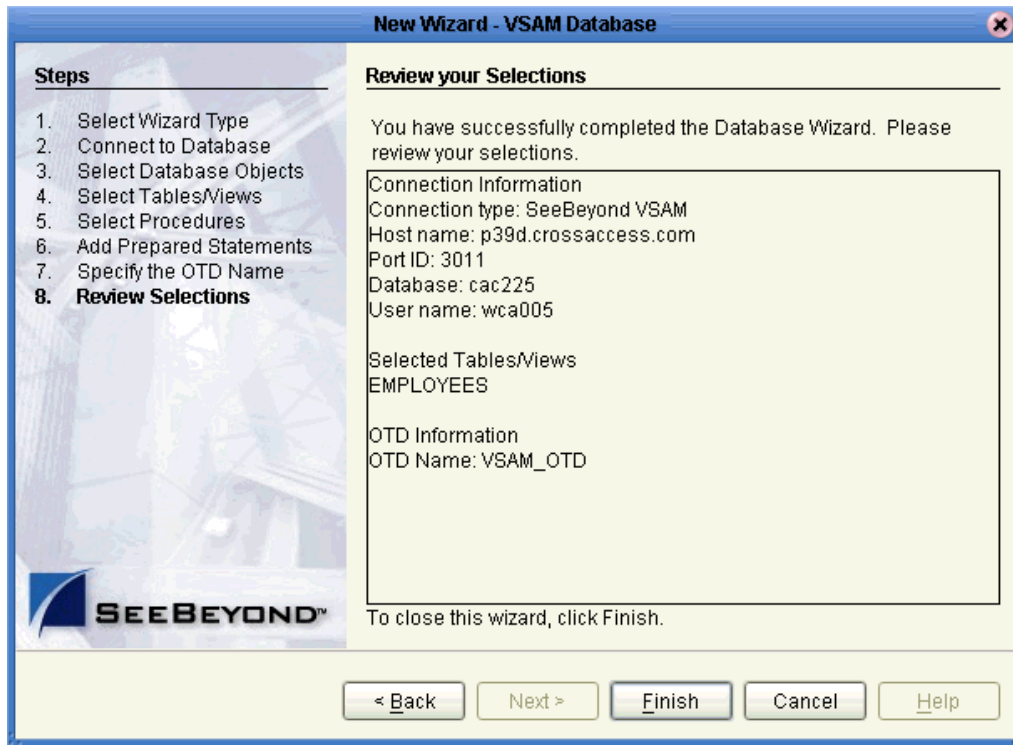 New Wizard - VSAM Database
Steps
1. Select Wizard Type
2. Connect to Database
3. Select Database Objects
4. Select Tables/Views
5. Select Procedures
6. Add Prepared Statements
7. Specify the OTD Name
8. Review Selections
SEEBEYOND™
Review your Selections
You have successfully completed the Database Wizard. Please
review your selections.
Connection Information
Connection type: SeeBeyond VSAM
Host name: p39d.crossaccess.com
Port ID: 3011
Database: cac225
User name: wca005
Selected Tables/Views
EMPLOYEES
OTD Information
OTD Name: VSAM_OTD
To close this wizard, click Finish.
< Back Next > Finish Cancel Help